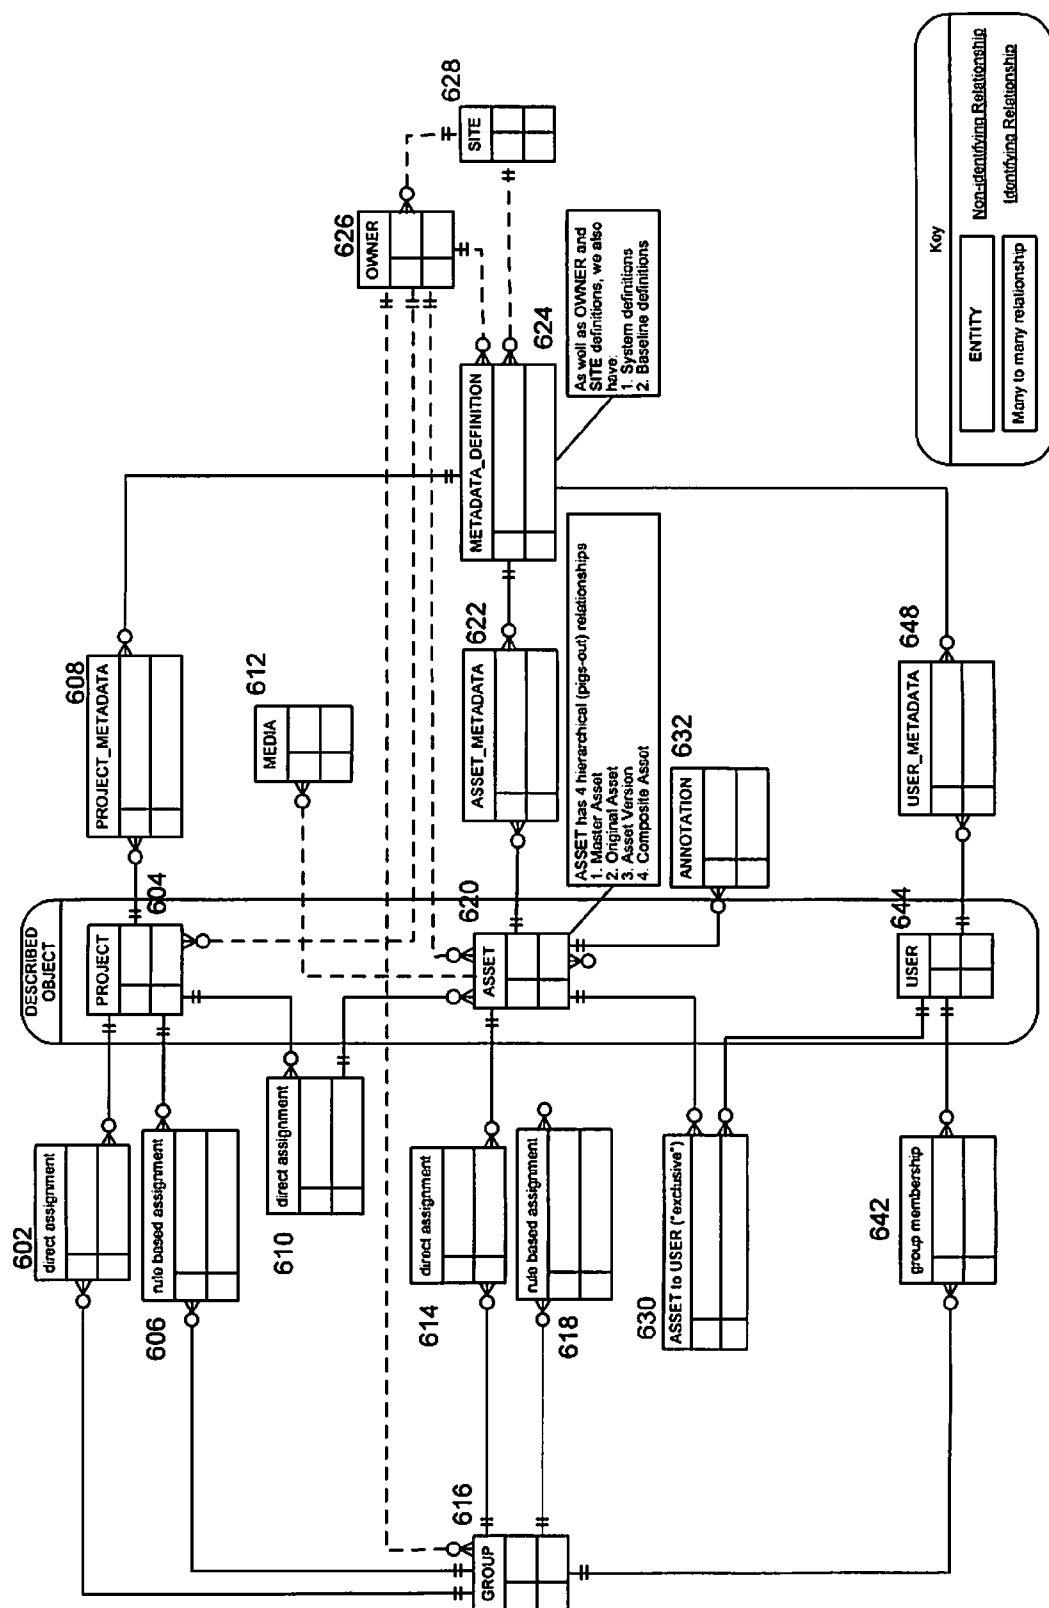 602
direct assignment
606
rule based assignment
610
direct assignment
614
direct assignment
618
rule based assignment
616
GROUP
630
ASSET to USER ("exclusive")
642
group membership
DESCRIBED
OBJECT
PROJECT
604
ASSET
620
USER
644
608
PROJECT_METADATA
MEDIA
612
ASSET_METADATA
622
ASSET has 4 hierarchical (pigs-out) relationships
1. Master Asset
2. Original Asset
3. Asset Version
4. Composite Asset
ANNOTATION
632
USER_METADATA
648
METADATA_DEFINITION
624
As well as OWNER and
SITE definitions, we also
have:
1. System definitions
2. Baseline definitions
626
OWNER
SITE
628
Key
ENTITY
Non-identifying Relationship
Many to many relationship
Identifying Relationship